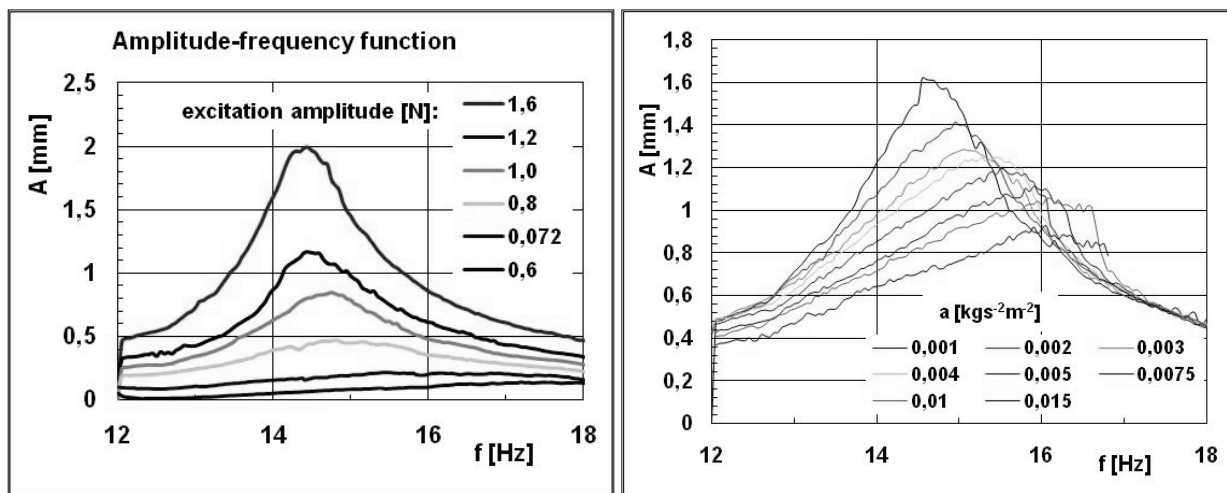 Amplitude-frequency function
A [mm]
2,5
2
1,5
1
0,5
0
excitation amplitude [N]:
1,6
1,2
1,0
0,8
0,072
0,6
12 14 16 18
f [Hz]
A [mm]
1,8
1,6
1,4
1,2
1
0,8
0,6
0,4
0,2
0
a [kgs-2m-2]
0,001 0,002 0,003
0,004 0,005 0,0075
0,01 0,015
12 14 16 18
f [Hz]